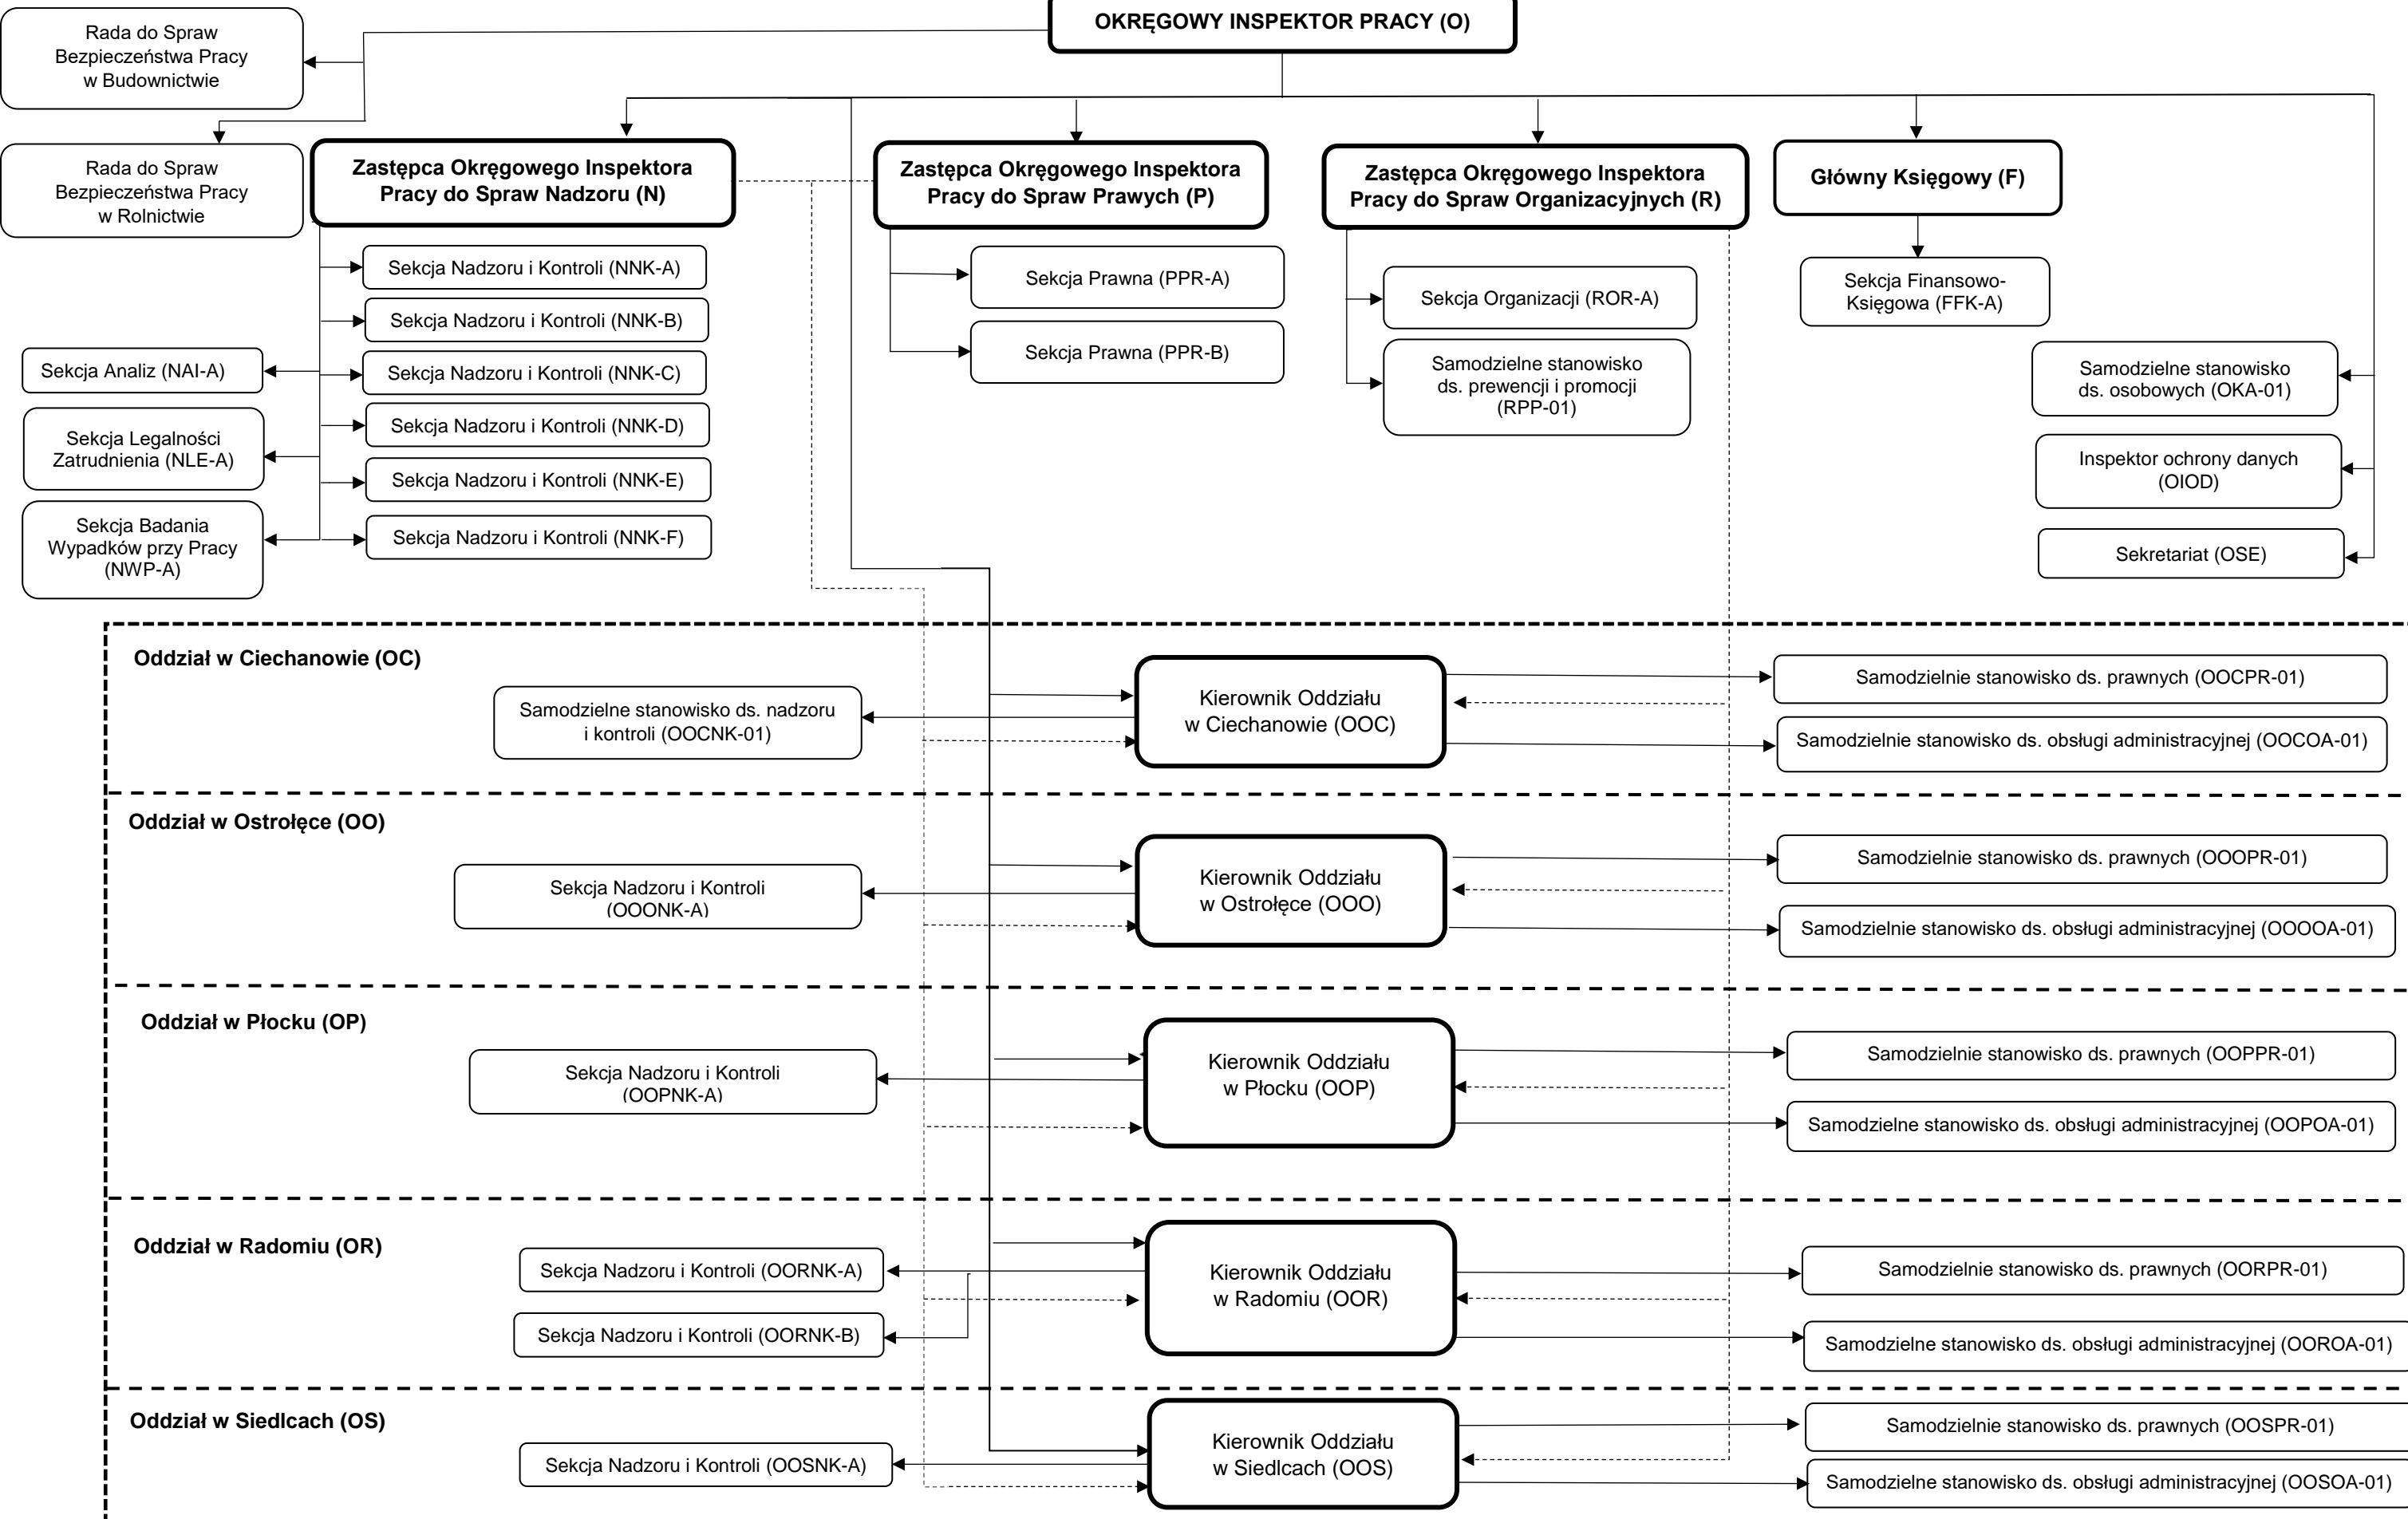 OKRĘGOWY INSPEKTOR PRACY (O)
Rada do Spraw
Bezpieczeństwa Pracy
w Budownictwie
Rada do Spraw
Bezpieczeństwa Pracy
w Rolnictwie
Zastępca Okręgowego Inspektora
Pracy do Spraw Nadzoru (N)
Zastępca Okręgowego Inspektora
Pracy do Spraw Prawych (P)
Zastępca Okręgowego Inspektora
Pracy do Spraw Organizacyjnych (R)
Główny Księgowy (F)
Sekcja Nadzoru i Kontroli (NNK-A)
Sekcja Nadzoru i Kontroli (NNK-B)
Sekcja Nadzoru i Kontroli (NNK-C)
Sekcja Nadzoru i Kontroli (NNK-D)
Sekcja Nadzoru i Kontroli (NNK-E)
Sekcja Nadzoru i Kontroli (NNK-F)
Sekcja Analiz (NAI-A)
Sekcja Legalności
Zatrudnienia (NLE-A)
Sekcja Badania
Wypadków przy Pracy
(NWP-A)
Sekcja Prawna (PPR-A)
Sekcja Prawna (PPR-B)
Sekcja Organizacji (ROR-A)
Samodzielne stanowisko
ds. prewencji i promocji
(RPP-01)
Sekcja Finansowo-
Księgowa (FFK-A)
Samodzielne stanowisko
ds. osobowych (OKA-01)
Inspektor ochrony danych
(OIOD)
Sekretariat (OSE)
Oddział w Ciechanowie (OC)
Samodzielne stanowisko ds. nadzoru
i kontroli (OOCNK-01)
Kierownik Oddziału
w Ciechanowie (OOC)
Samodzielnie stanowisko ds. prawnych (OOCPR-01)
Samodzielnie stanowisko ds. obsługi administracyjnej (OOCOA-01)
Oddział w Ostrołęce (OO)
Sekcja Nadzoru i Kontroli
(OOONK-A)
Kierownik Oddziału
w Ostrołęce (OOO)
Samodzielnie stanowisko ds. prawnych (OOOPR-01)
Samodzielnie stanowisko ds. obsługi administracyjnej (OOOOA-01)
Oddział w Płocku (OP)
Sekcja Nadzoru i Kontroli
(OOPNK-A)
Kierownik Oddziału
w Płocku (OOP)
Samodzielnie stanowisko ds. prawnych (OOPPR-01)
Samodzielne stanowisko ds. obsługi administracyjnej (OOPOA-01)
Oddział w Radomiu (OR)
Sekcja Nadzoru i Kontroli (OORNK-A)
Sekcja Nadzoru i Kontroli (OORNK-B)
Kierownik Oddziału
w Radomiu (OOR)
Samodzielnie stanowisko ds. prawnych (OORPR-01)
Samodzielne stanowisko ds. obsługi administracyjnej (OOROA-01)
Oddział w Siedlcach (OS)
Sekcja Nadzoru i Kontroli (OOSNK-A)
Kierownik Oddziału
w Siedlcach (OOS)
Samodzielnie stanowisko ds. prawnych (OOSPR-01)
Samodzielne stanowisko ds. obsługi administracyjnej (OOSOA-01)